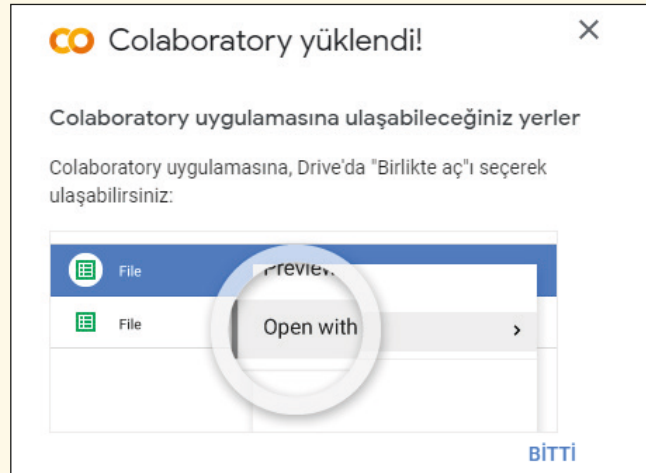 Colaboratory yüklendi!
Colaboratory uygulamasına ulaşabileceğiniz yerler
Colaboratory uygulamasına, Drive'da "Birlikte aç"ı seçerek
ulaşabilirsiniz:
File
Preview
File
Open with
BİTTİ